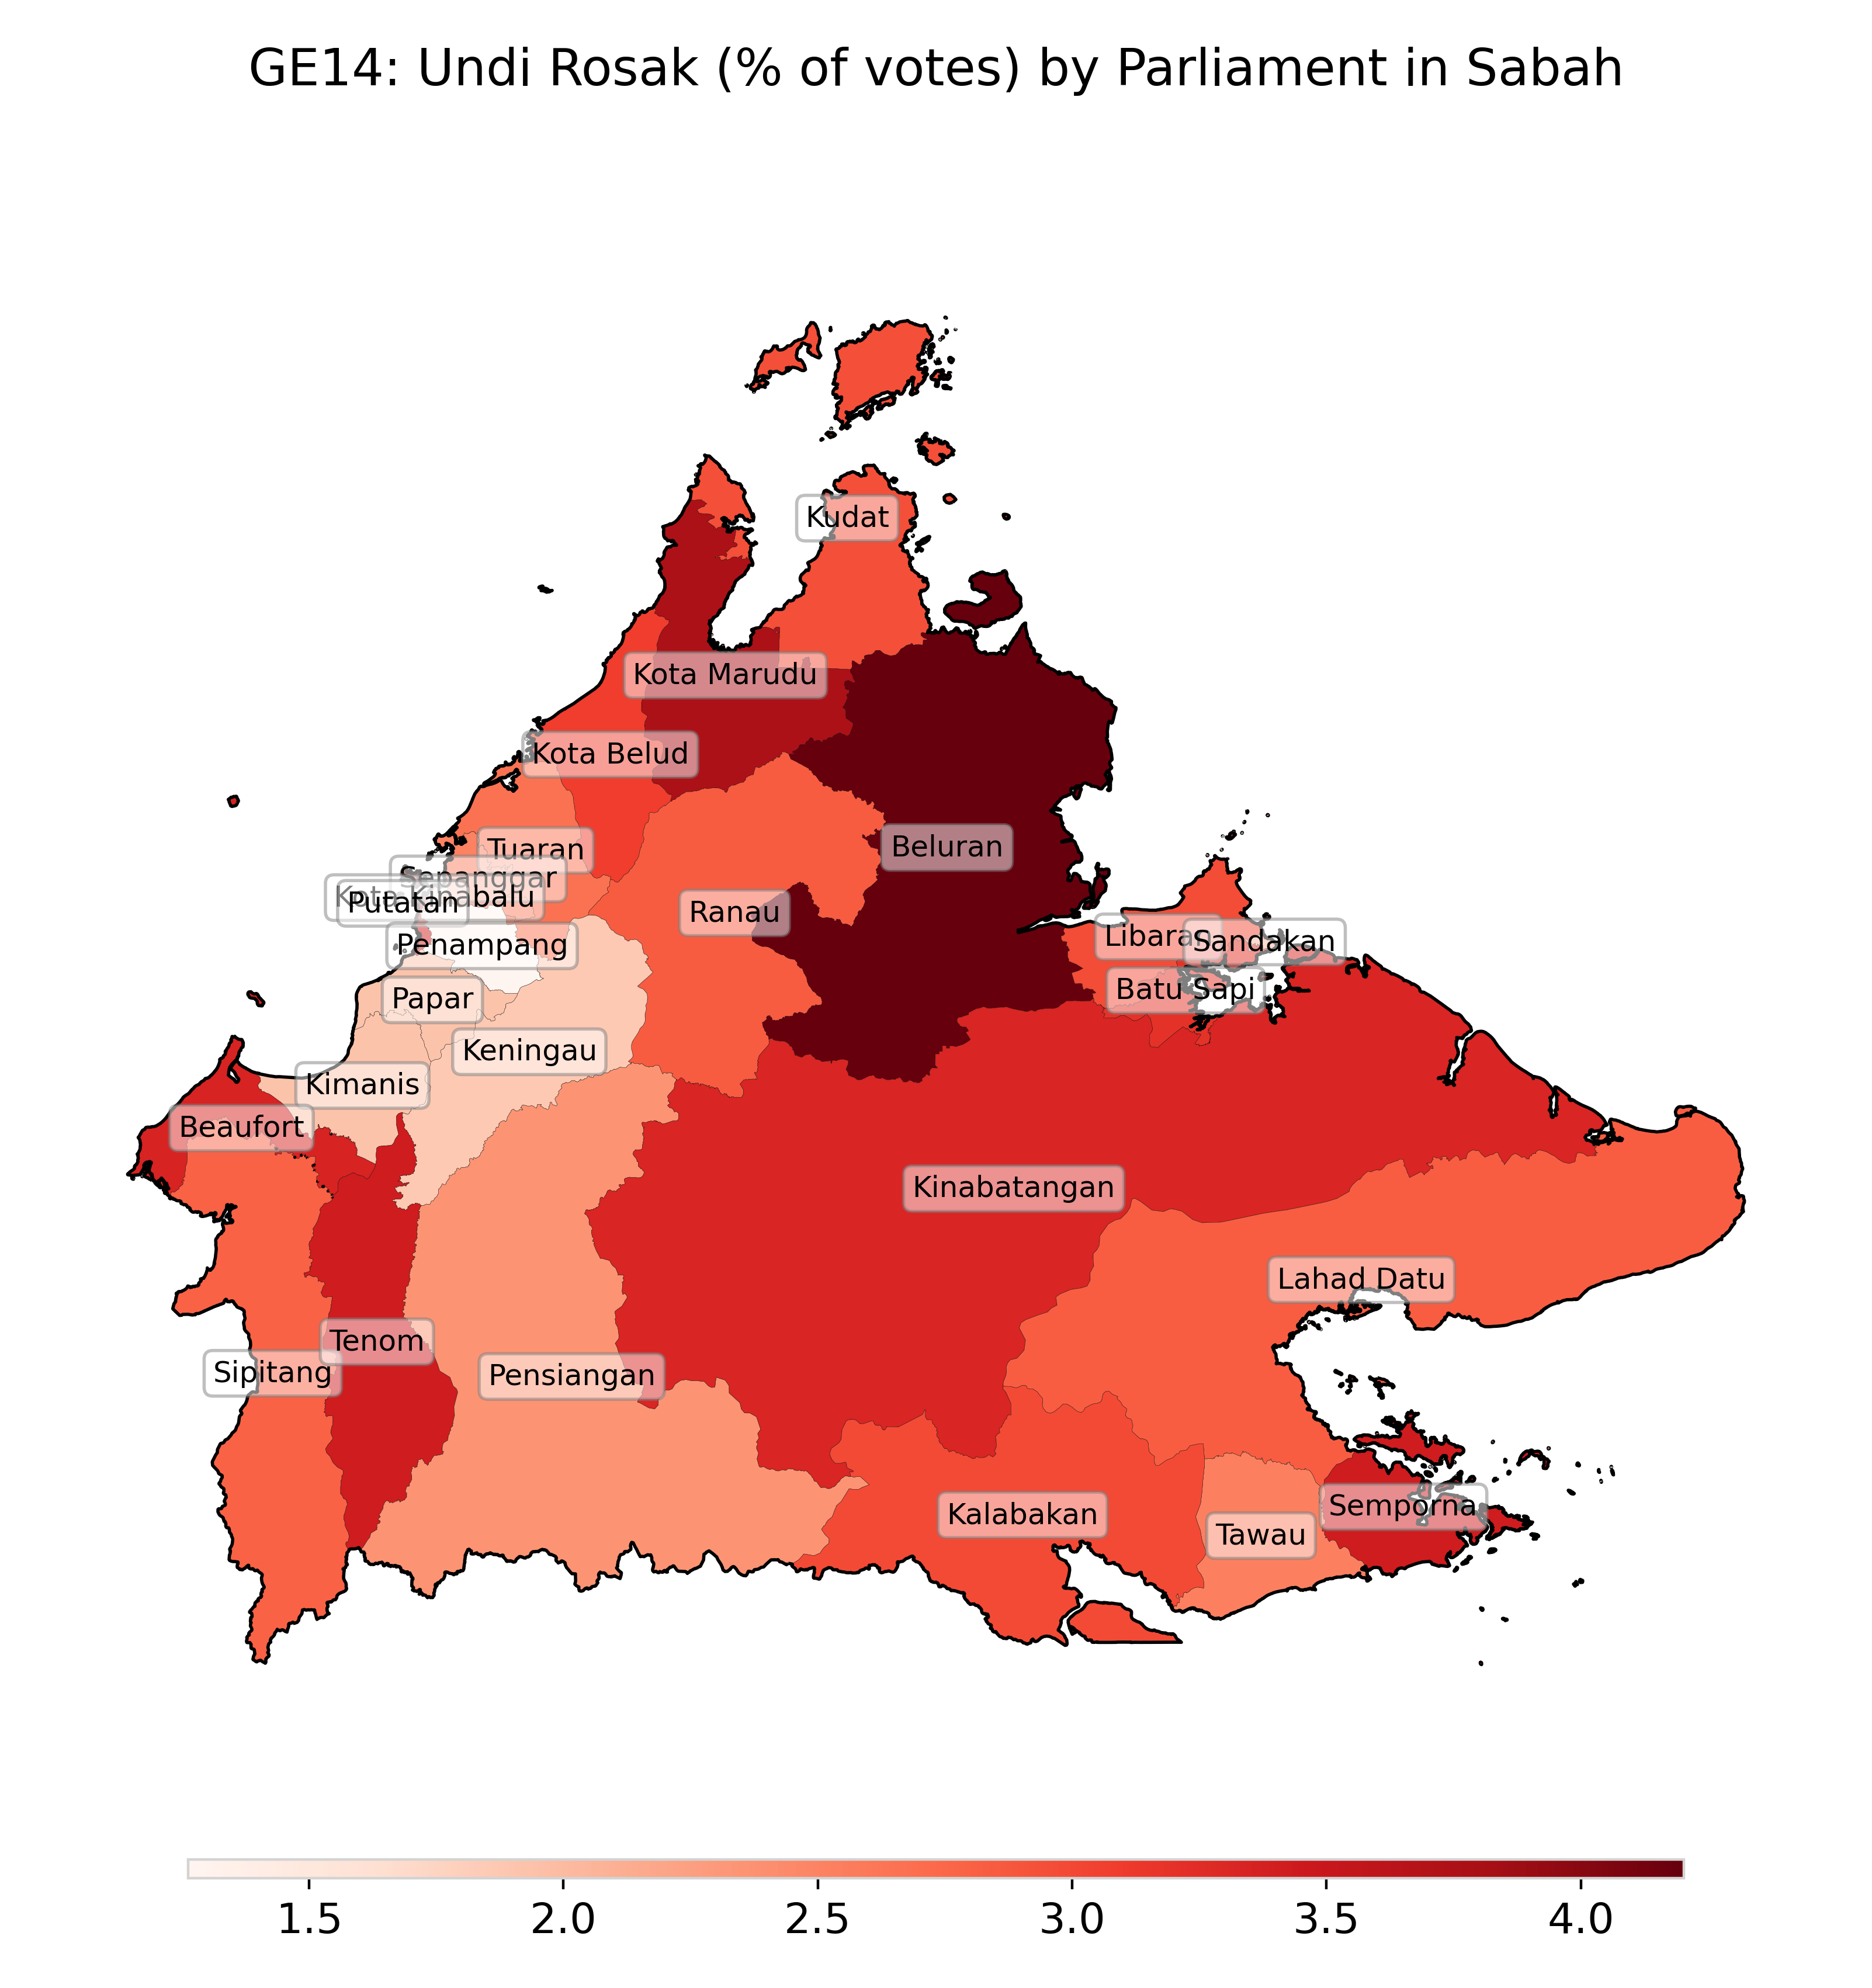 GE14: Undi Rosak (% of votes) by Parliament in Sabah
Kudat
Kota Marudu
Kota Belud
Tuaran
Beluran
Sepanggar
Kota Kinabalu
Putatan
Ranau
Penampang
Libaran
Sandakan
Batu Sapi
Papar
Keningau
Kimanis
Beaufort
Kinabatangan
Lahad Datu
Tenom
Sipitang
Pensiangan
Semporna
Kalabakan
Tawau
1.5 2.0 2.5 3.0 3.5 4.0